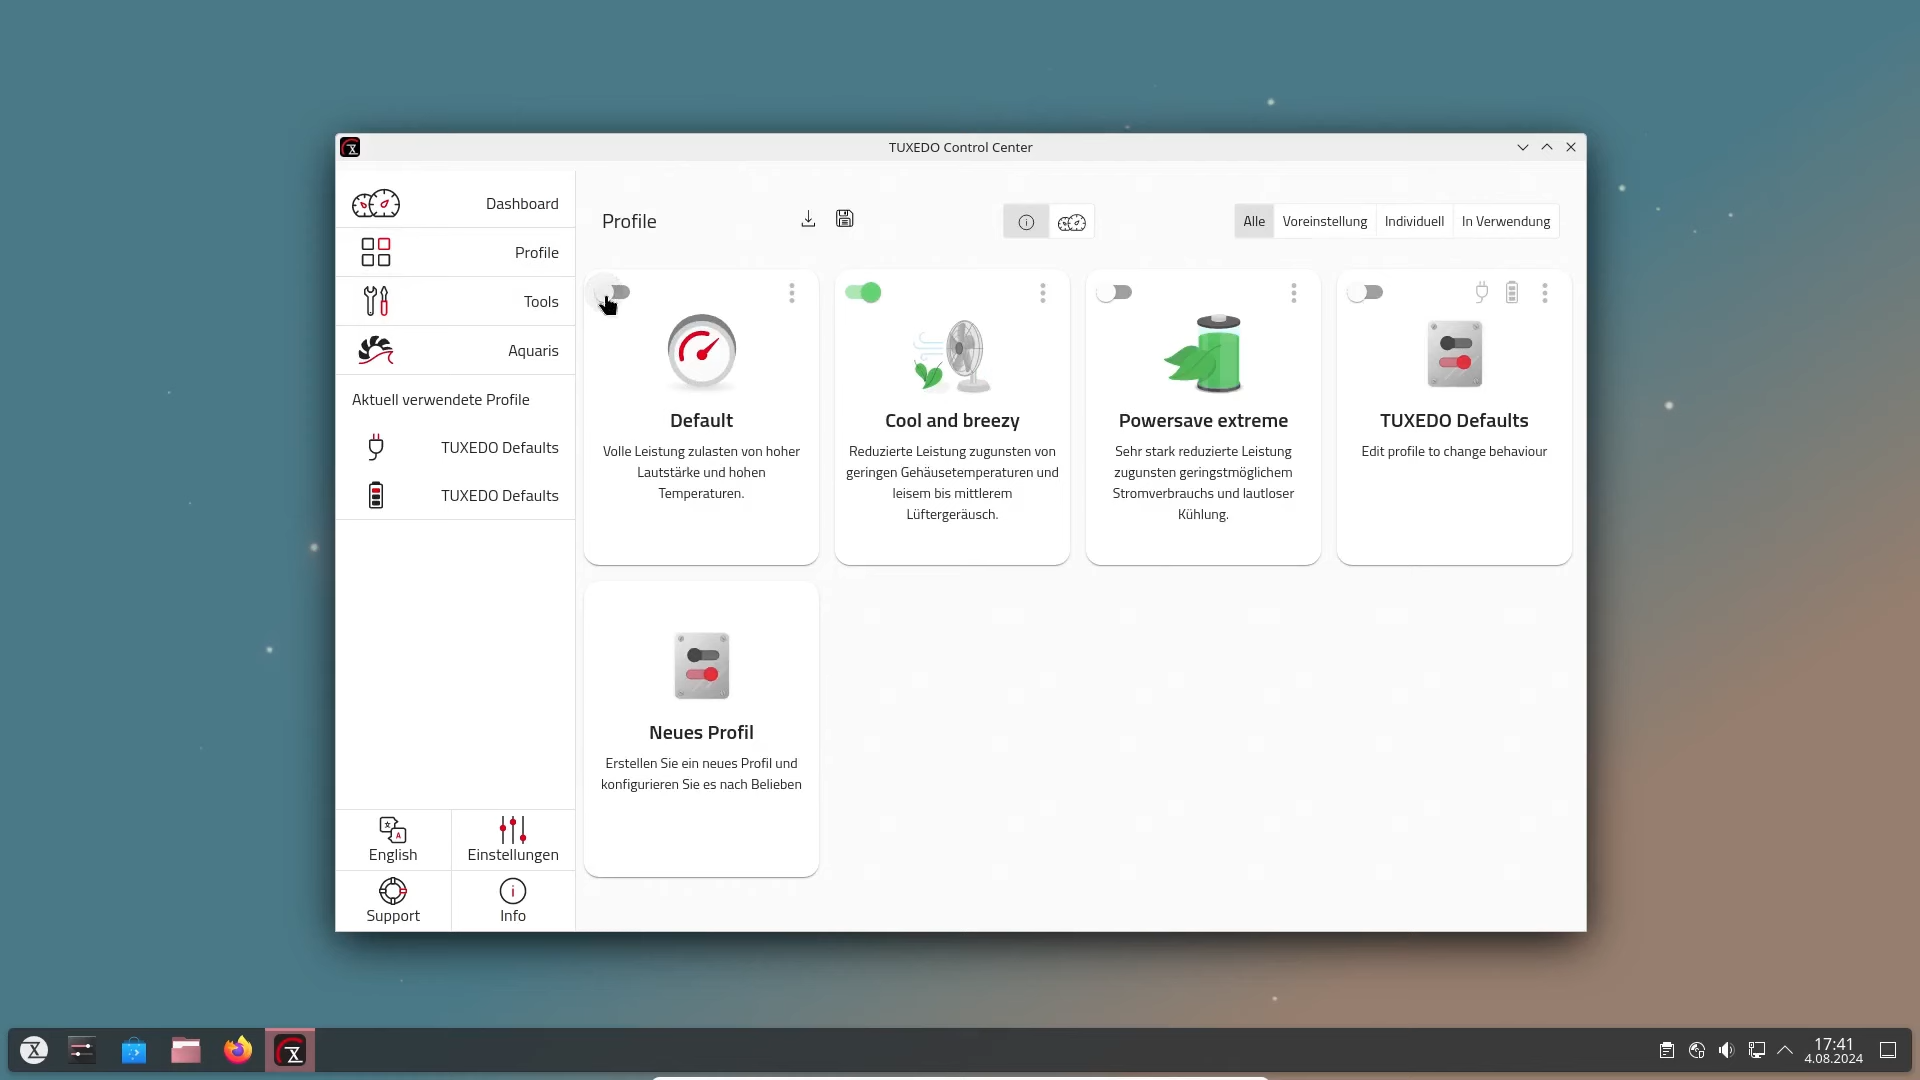 TUXEDO Control Center
Dashboard
Profile
Tools
Aquaris
Aktuell verwendete Profile
TUXEDO Defaults
TUXEDO Defaults
English
Einstellungen
Support
Info
Profile
Alle
Voreinstellung
Individuell
In Verwendung
Default
Volle Leistung zulasten von hoher
Lautstärke und hohen
Temperaturen.
Cool and breezy
Reduzierte Leistung zugunsten von
geringen Gehäusetemperaturen und
leisem bis mittlerem
Lüftergeräusch.
Powersave extreme
Sehr stark reduzierte Leistung
zugunsten geringstmöglichem
Stromverbrauchs und lautloser
Kühlung.
TUXEDO Defaults
Edit profile to change behaviour
Neues Profil
Erstellen Sie ein neues Profil und
konfigurieren Sie es nach Belieben
17:41
4.08.2024